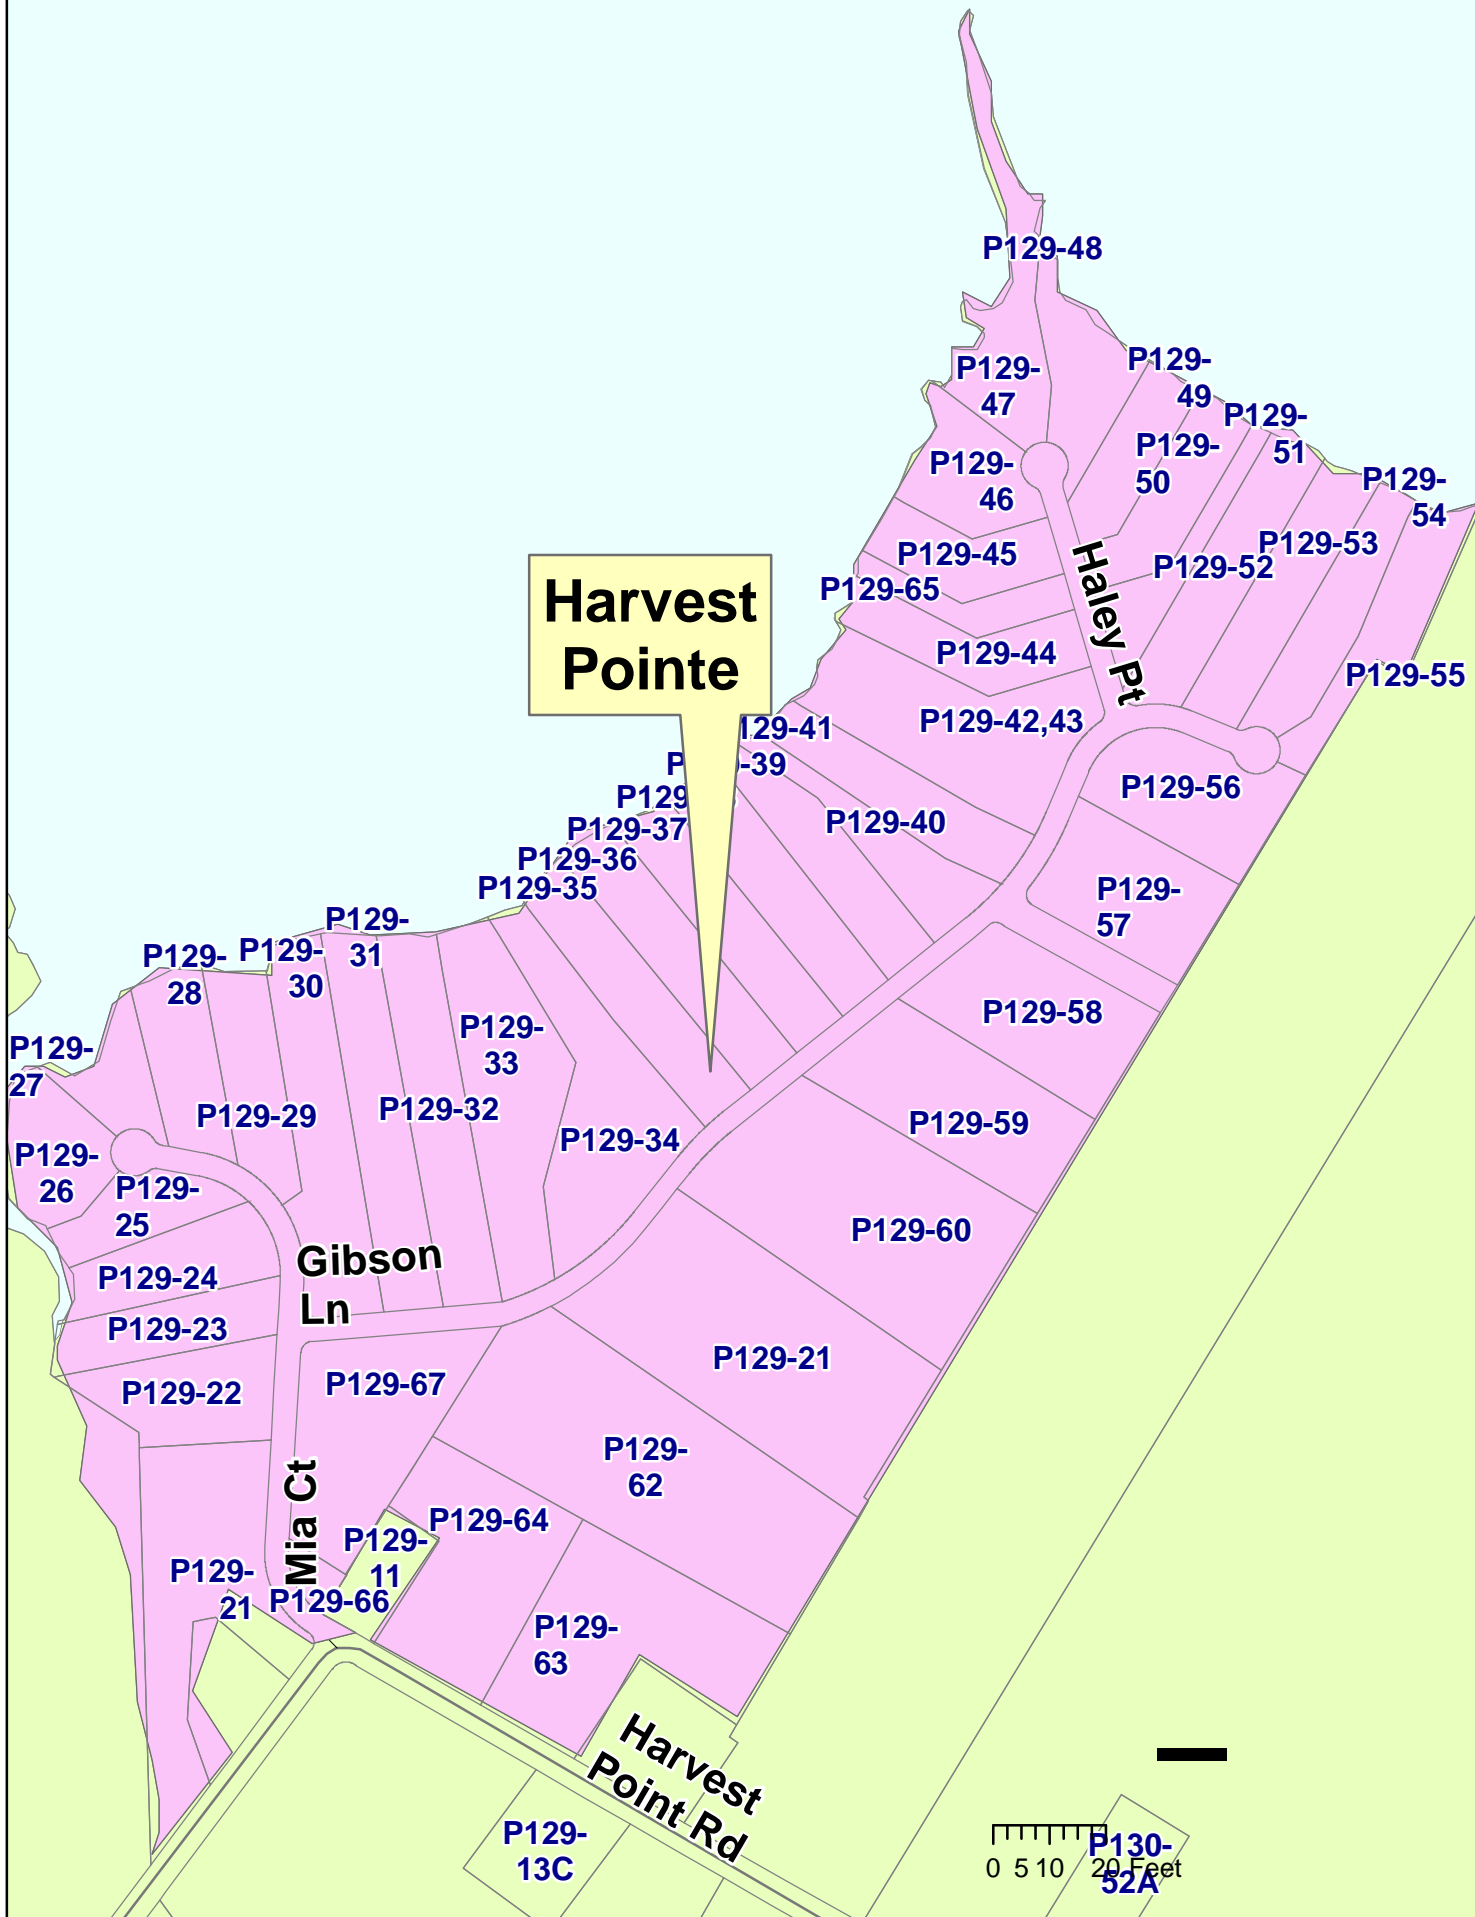 P129-48
P129-
47
P129-
49
P129-
51
P129-
46
P129-
50
P129-
54
P129-45
P129-53
P129-52
P129-65
Haley Pt
Harvest
Pointe
P129-44
P129-55
P129-42,43
129-41
-39
P129-56
P129
P129-37
P129-40
P129-36
P129-35
P129-
57
P129-
31
P129-
30
P129-
28
P129-58
P129-
33
P129-
27
P129-32
P129-29
P129-59
P129-34
P129-
26
P129-
25
P129-60
Gibson
Ln
P129-24
P129-23
P129-21
P129-67
P129-22
P129-
62
Mia Ct
P129-64
P129-
11
P129-
21
P129-66
P129-
63
Harvest
Point Rd
P129-
13C
P130-
52A
0 5 10 20 Feet